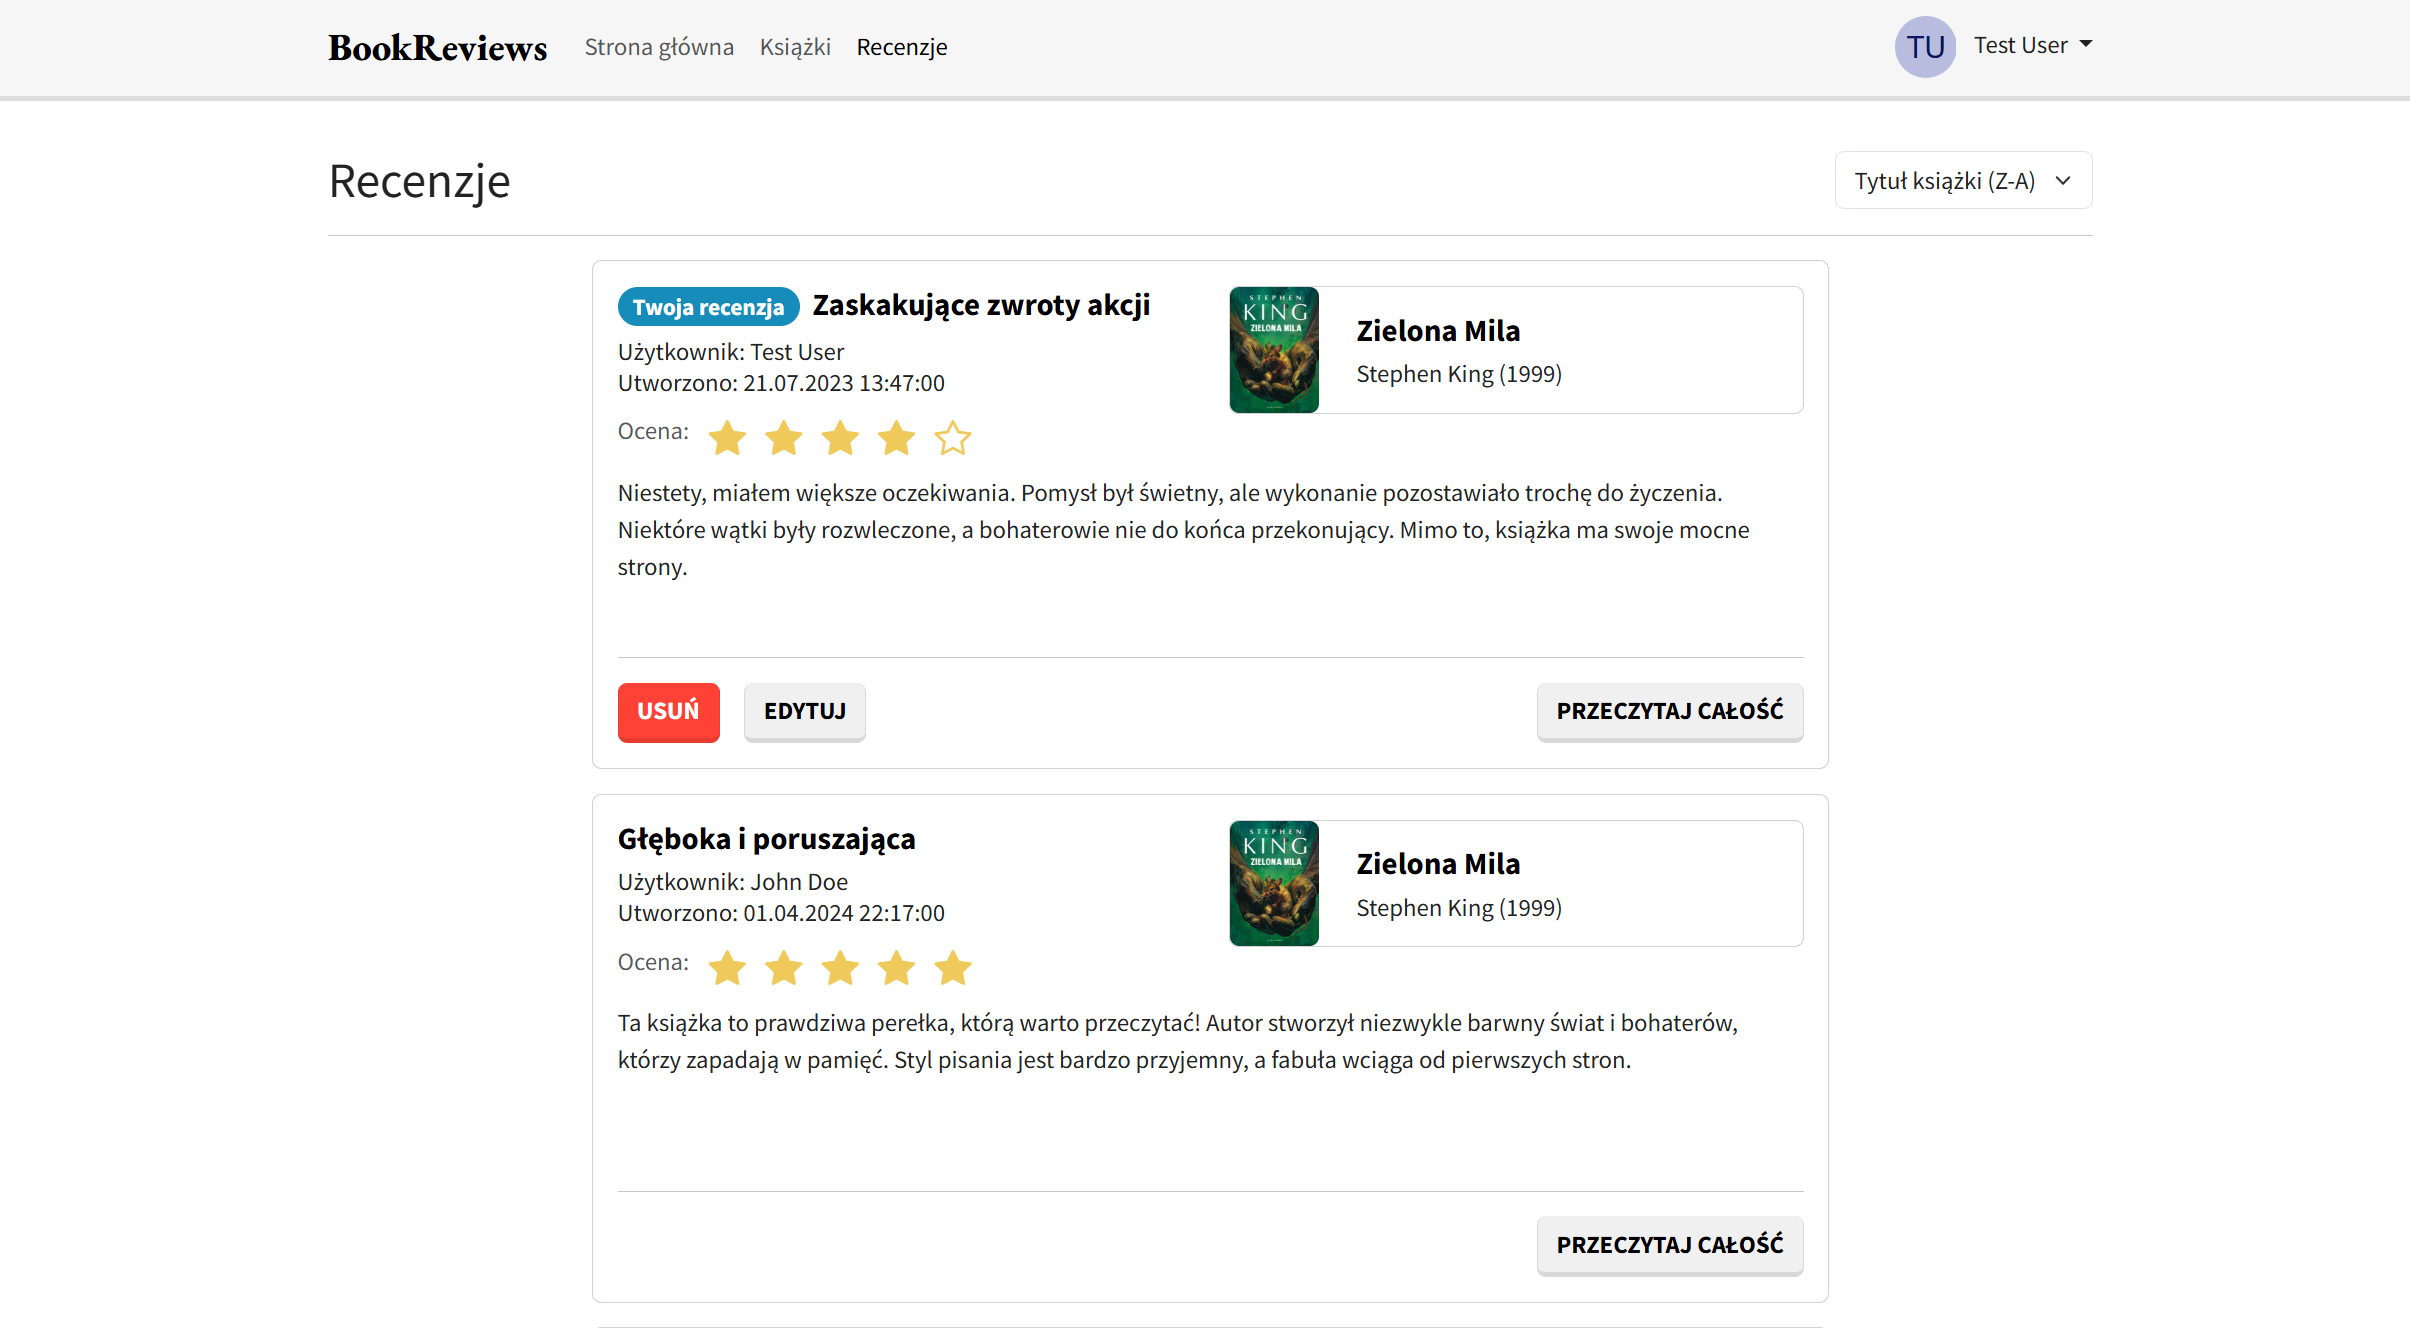 BookReviews Strona główna Książki Recenzje TU Test User
Recenzje Tytuł książki (Z-A)
Twoja recenzja Zaskakujące zwroty akcji
Użytkownik: Test User
Utworzono: 21.07.2023 13:47:00
Ocena:
STEPHEN
KING
ZIELONA MILA
Zielona Mila
Stephen King (1999)
Niestety, miałem większe oczekiwania. Pomysł był świetny, ale wykonanie pozostawiało trochę do życzenia.
Niektóre wątki były rozwleczone, a bohaterowie nie do końca przekonujący. Mimo to, książka ma swoje mocne
strony.
USUŃ EDYTUJ PRZECZYTAJ CAŁOŚĆ
Głęboka i poruszająca
Użytkownik: John Doe
Utworzono: 01.04.2024 22:17:00
Ocena:
STEPHEN
KING
ZIELONA MILA
Zielona Mila
Stephen King (1999)
Ta książka to prawdziwa perełka, którą warto przeczytać! Autor stworzył niezwykle barwny świat i bohaterów,
którzy zapadają w pamięć. Styl pisania jest bardzo przyjemny, a fabuła wciąga od pierwszych stron.
PRZECZYTAJ CAŁOŚĆ